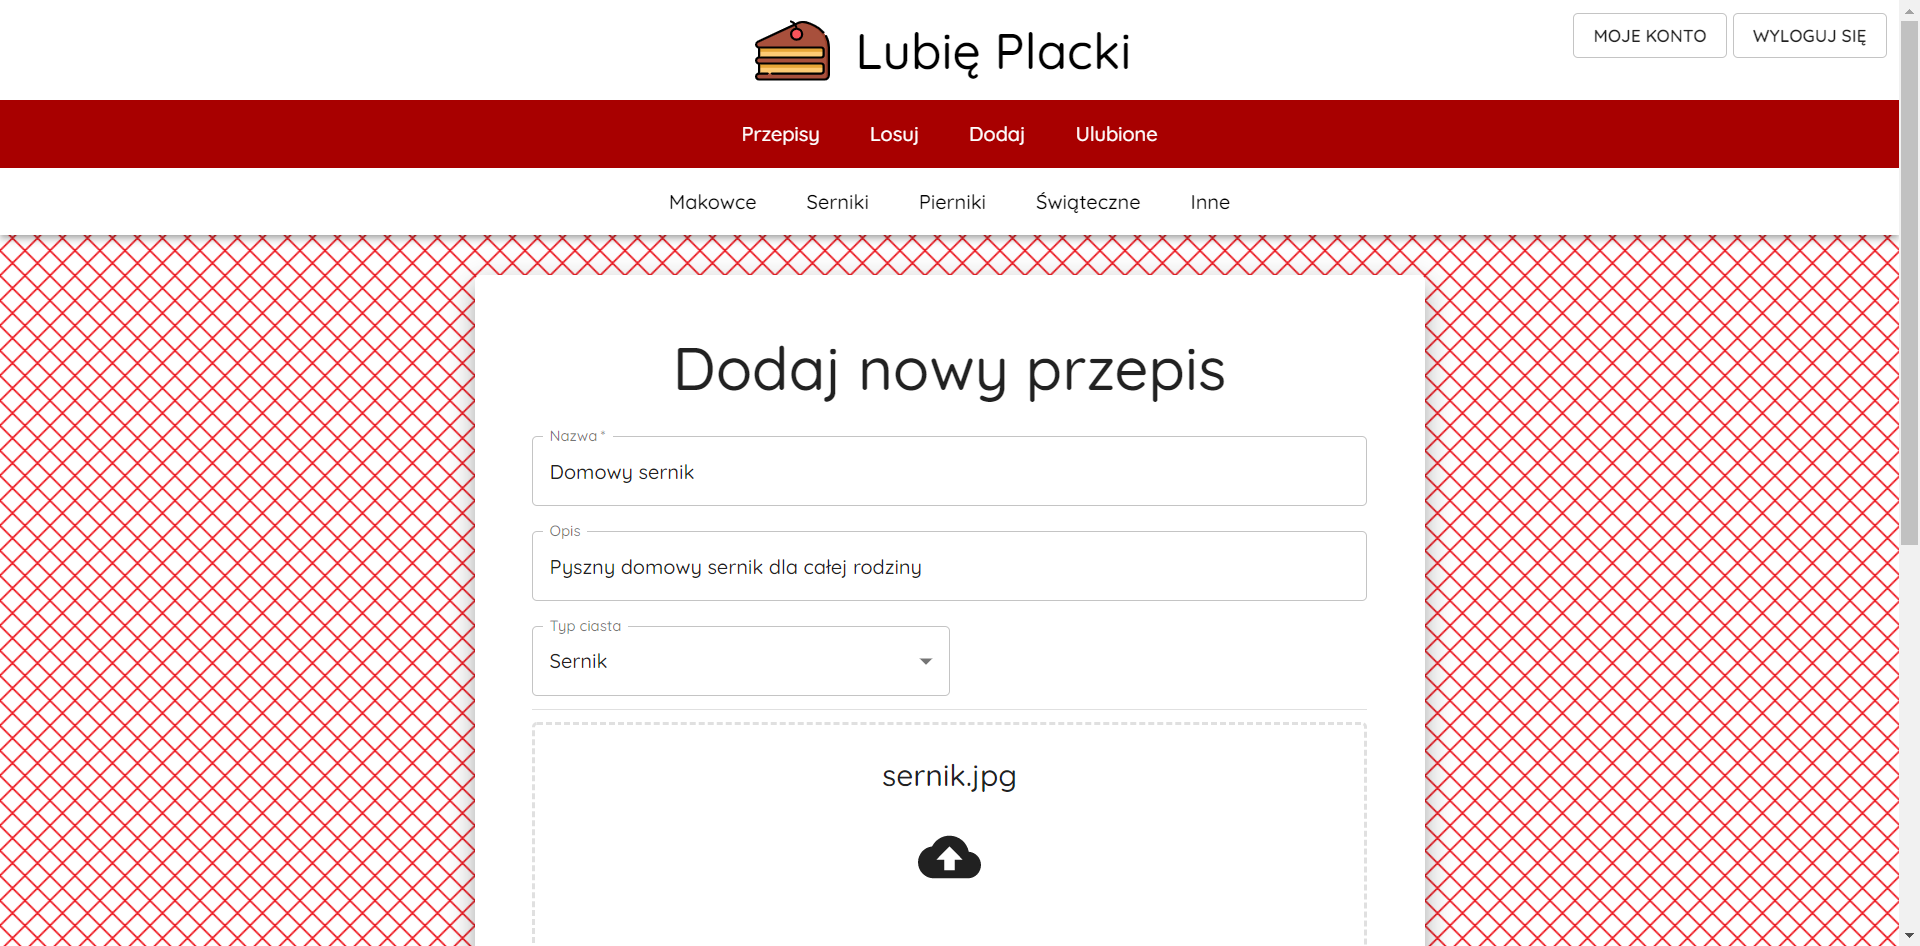 Lubię Placki
MOJE KONTO
WYLOGUJ SIĘ
Przepisy Losuj Dodaj Ulubione
Makowce Serniki Pierniki Świąteczne Inne
Dodaj nowy przepis
Nazwa *
Domowy sernik
Opis
Pyszny domowy sernik dla całej rodziny
Typ ciasta
Sernik
sernik.jpg